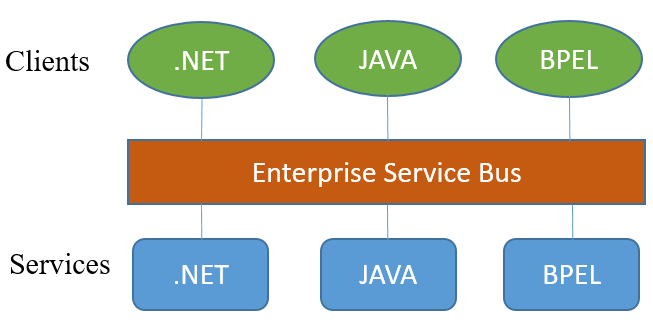 Clients
.NET
JAVA
BPEL
Enterprise Service Bus
Services
.NET
JAVA
BPEL